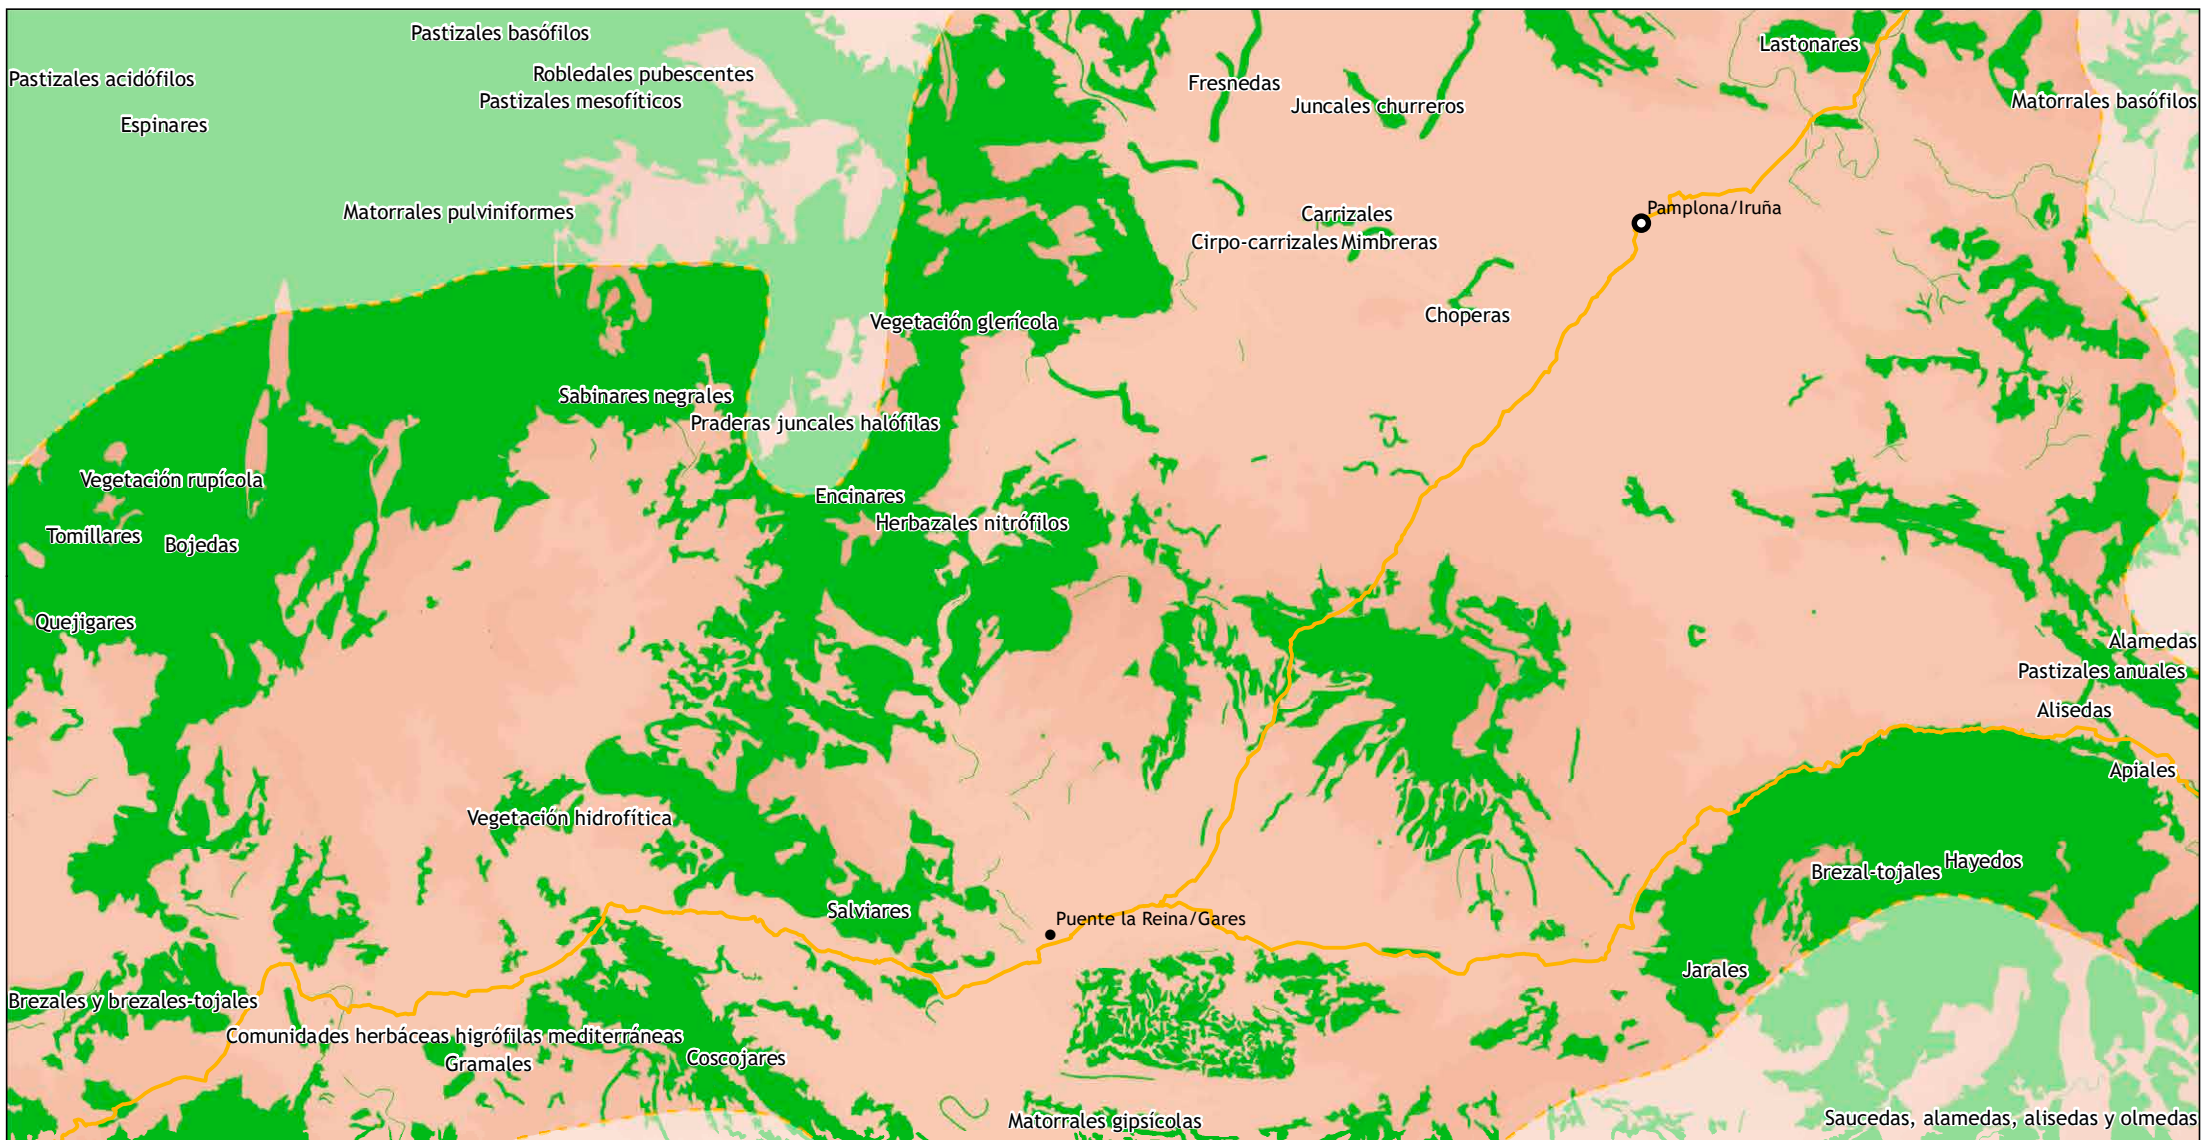 Pastizales basófilos
Lastonares
Pastizales acidófilos
Robledales pubescentes
Fresnedas
Pastizales mesofíticos
Juncales churreros
Matorrales basófilos
Espinares
Matorrales pulviniformes
Carrizales
Pamplona/Iruña
Cirpo-carrizales
Mimbreras
Vegetación glerícola
Choperas
Sabinares negrales
Praderas juncales halófilas
Vegetación rupícola
Encinares
Herbazales nitrófilos
Tomillares
Bojedas
Quejigares
Alamedas
Pastizales anuales
Alisedas
Apiales
Vegetación hidrofítica
Brezal-tojales
Hayedos
Salviares
Puente la Reina/Gares
Jarales
Brezales y brezales-tojales
Comunidades herbáceas higrófilas mediterráneas
Gramales
Coscojares
Matorrales gipsícolas
Saucedas, alamedas, alisedas y olmedas